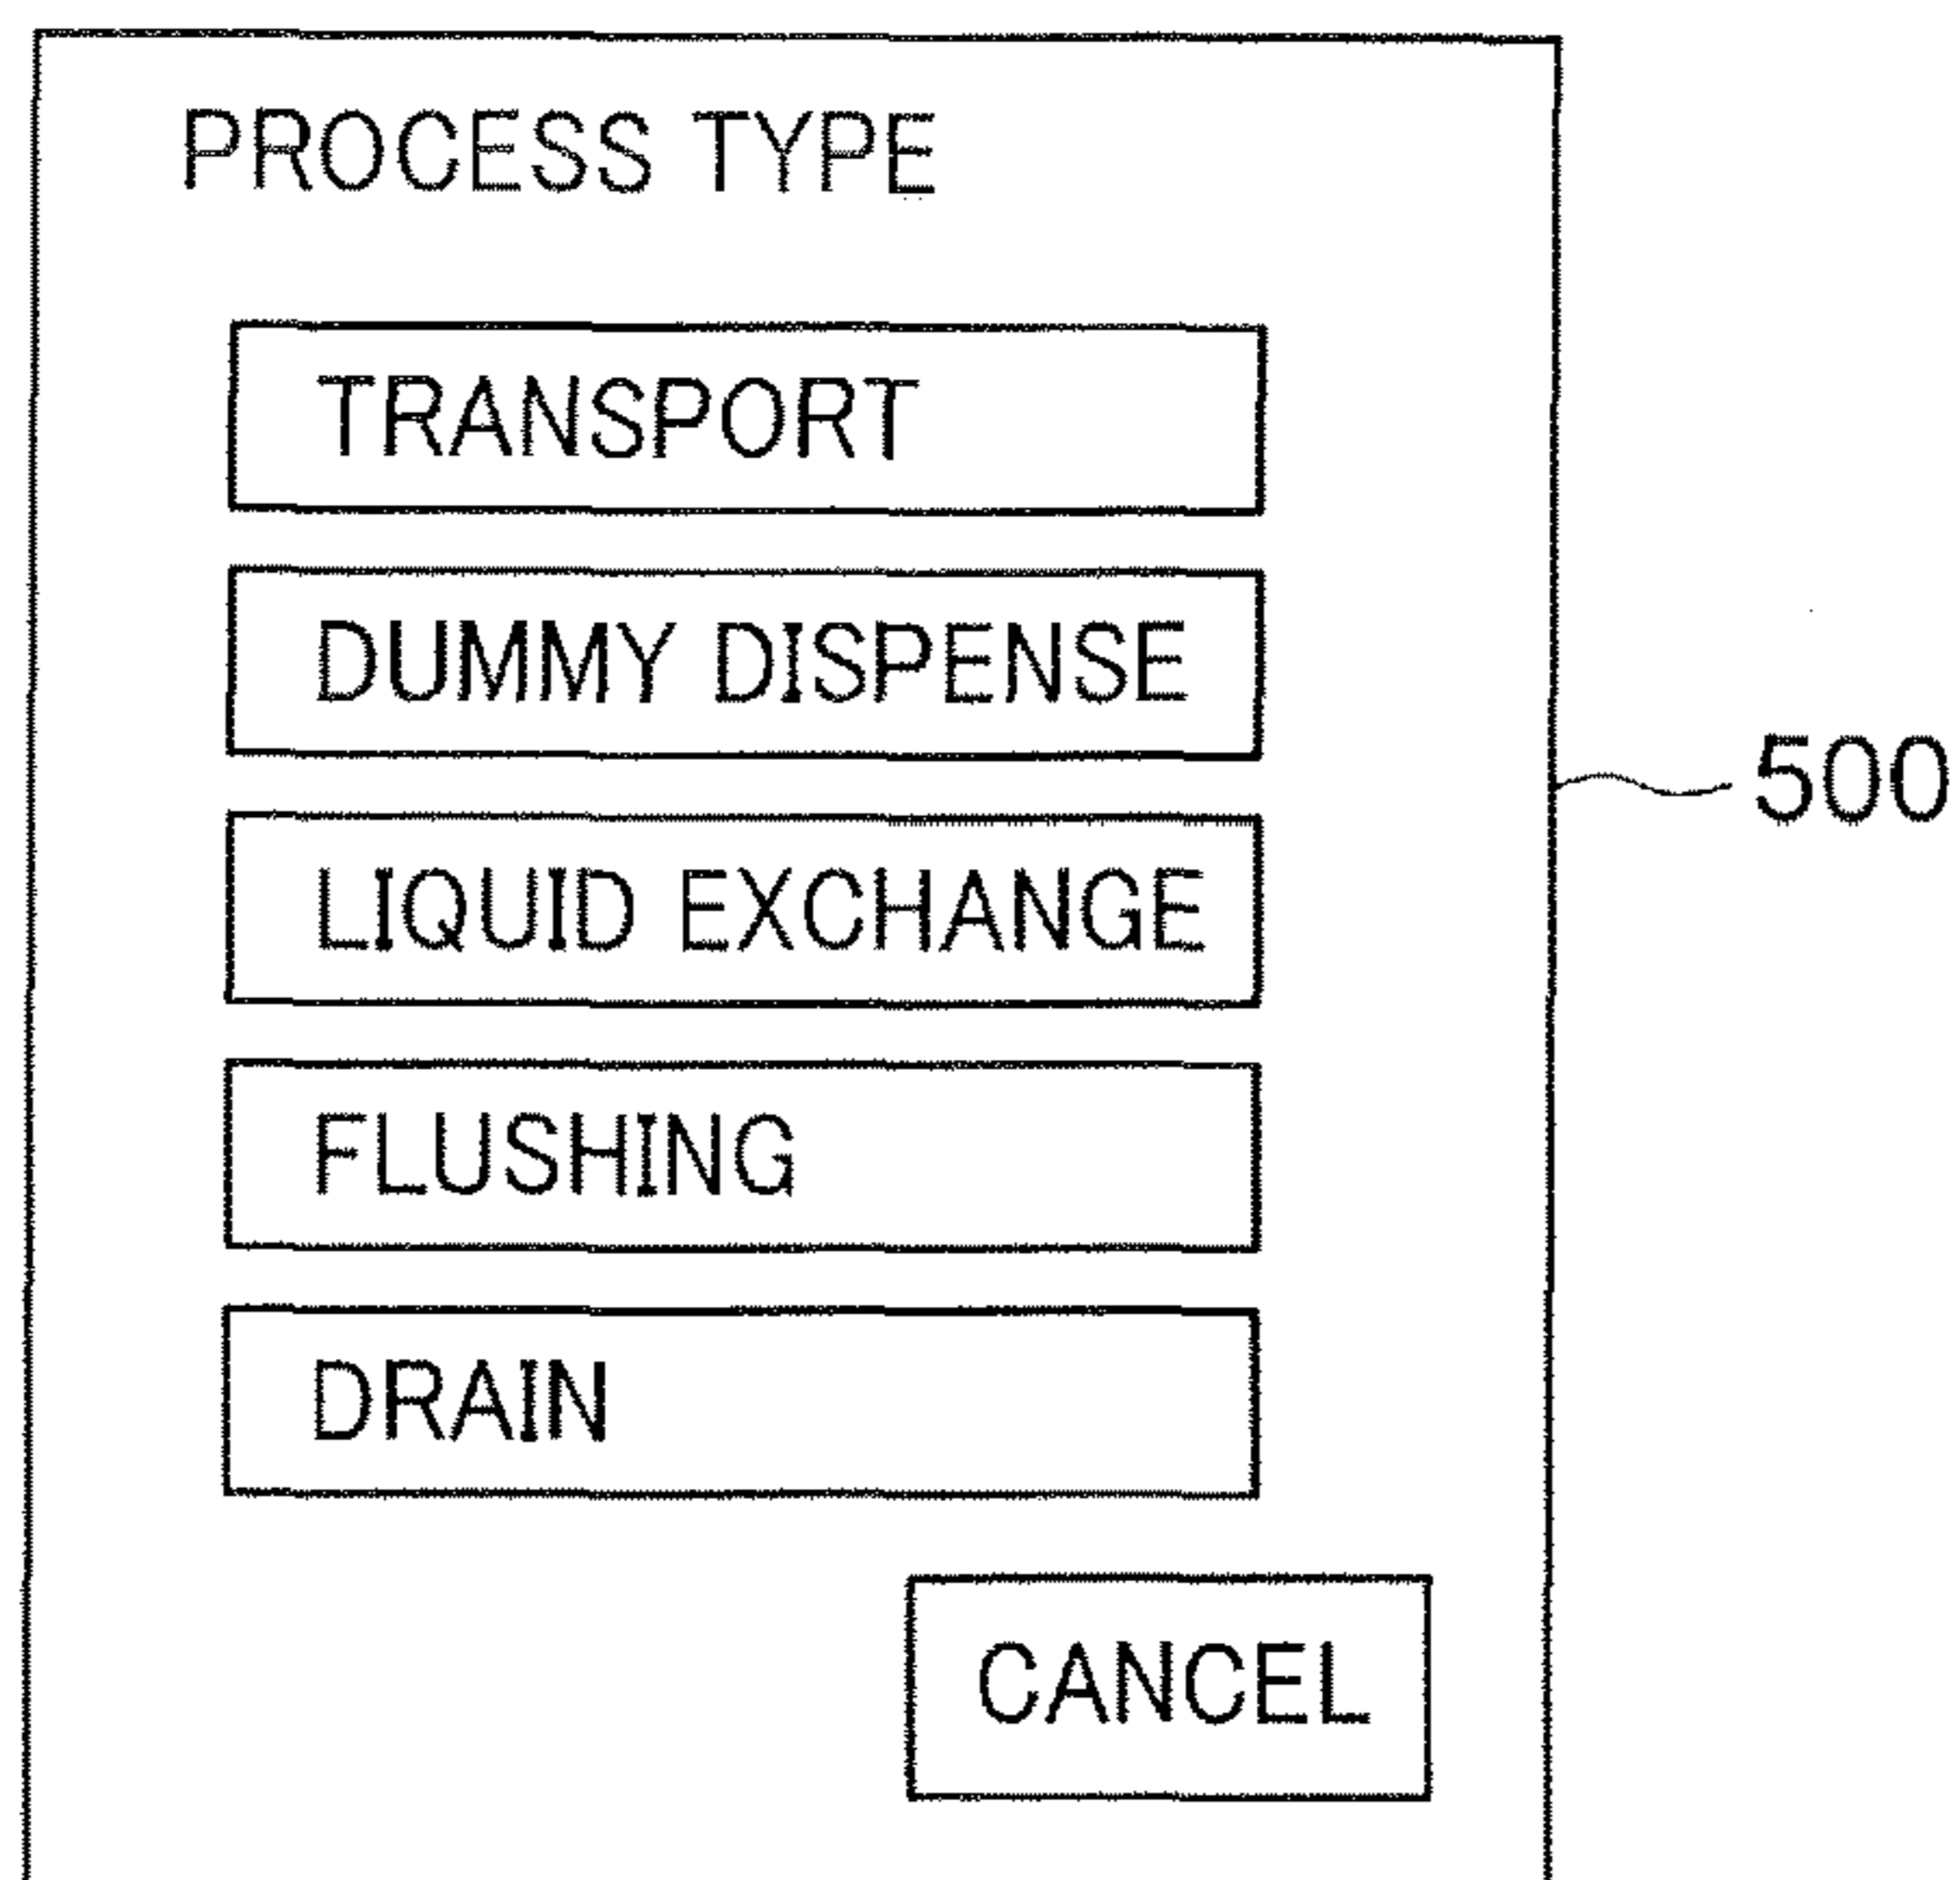 PROCESS TYPE
TRANSPORT
DUMMY DISPENSE
500
LIQUID EXCHANGE
FLUSHING
DRAIN
CANCEL